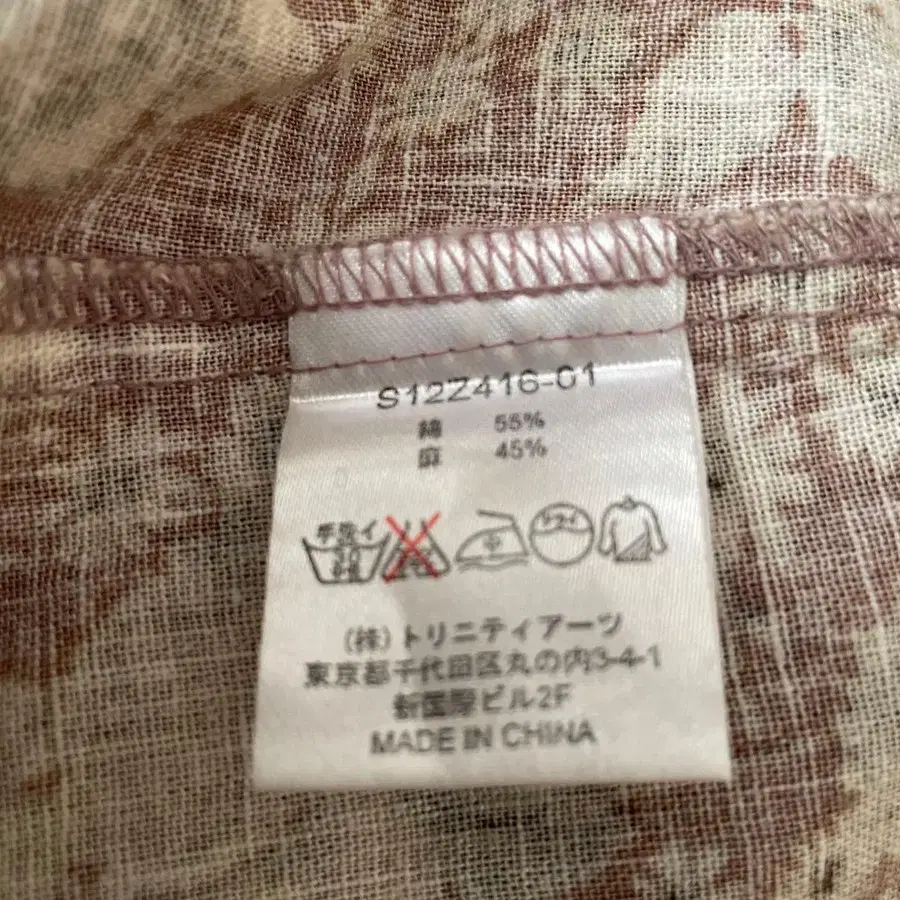 S12Z416-01
綿 55%
麻 45%
手洗イ ドライ
(株)トリニティアーツ
東京都千代田区丸の内3-4-1
新国際ビル2F
MADE IN CHINA